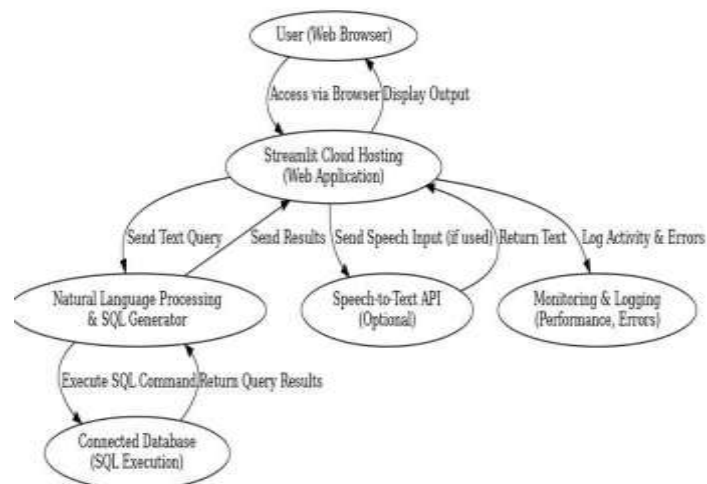 User (Web Browser)
Access via Browser
Display Output
Streamlit Cloud Hosting
(Web Application)
Send Text Query
Send Results
Send Speech Input (if used)
Return Text
Log Activity & Errors
Natural Language Processing
& SQL Generator
Speech-to-Text API
(Optional)
Monitoring & Logging
(Performance, Errors)
Execute SQL Command
Return Query Results
Connected Database
(SQL Execution)